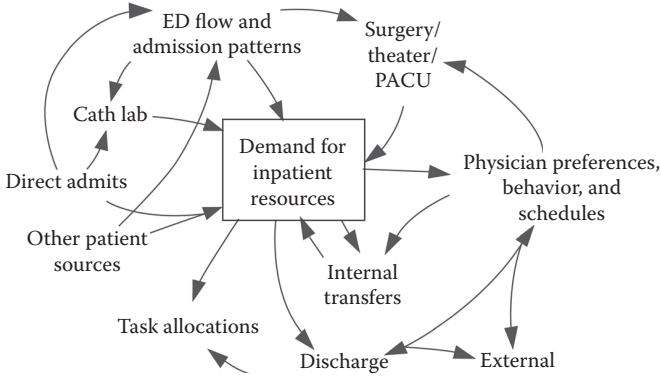 ED flow and
admission patterns
Surgery/
theater/
PACU
Cath lab
Demand for
inpatient
resources
Direct admits
Physician preferences,
behavior, and
schedules
Other patient
sources
Internal
transfers
Task allocations
Discharge
External